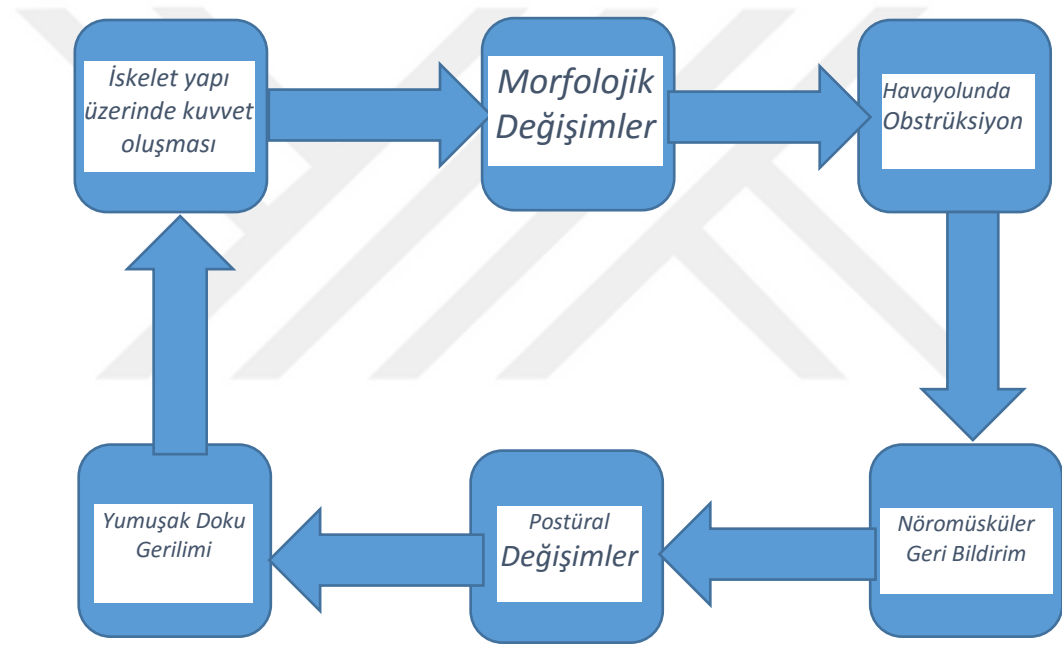 İskelet yapı
üzerinde kuvvet
oluşması
Morfolojik
Değişimler
Havayolunda
Obstrüksiyon
Nöromüsküler
Geri Bildirim
Postüral
Değişimler
Yumuşak Doku
Gerilimi